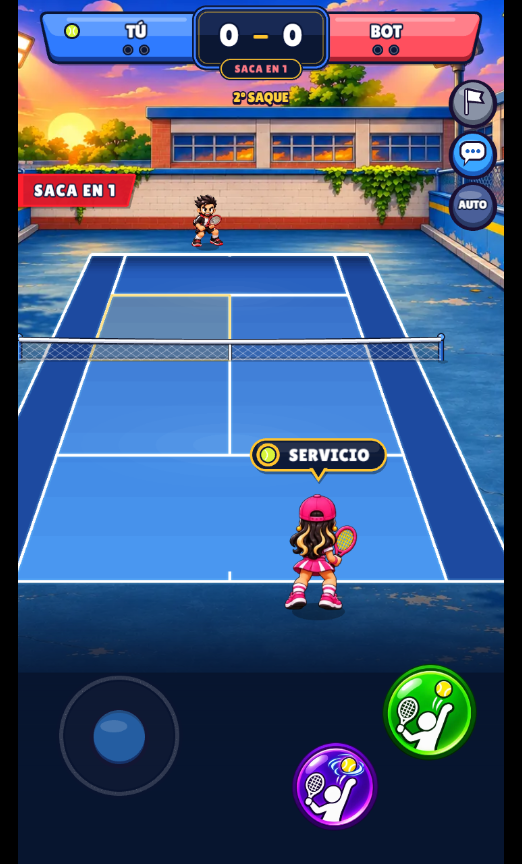 TÚ
0 – 0
BOT
SACA EN 1
2º SAQUE
SACA EN 1
AUTO
SERVICIO